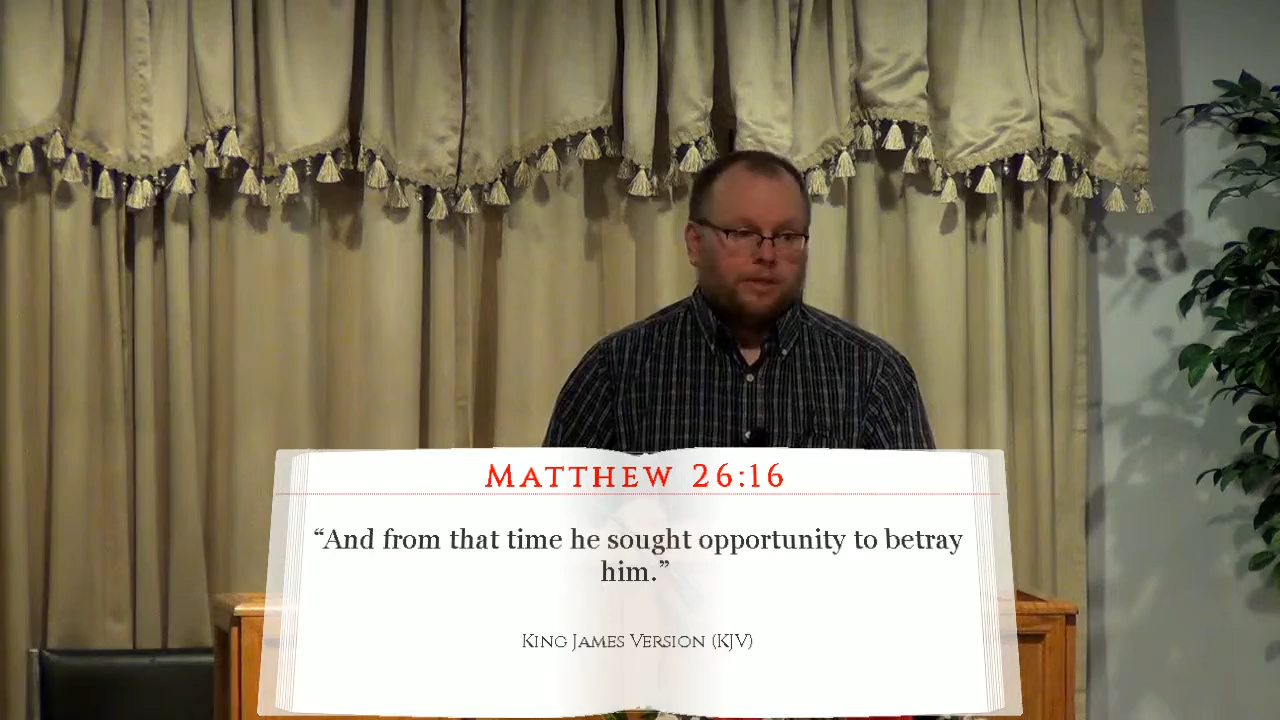 MATTHEW 26:16
“And from that time he sought opportunity to betray
him.”
KING JAMES VERSION (KJV)